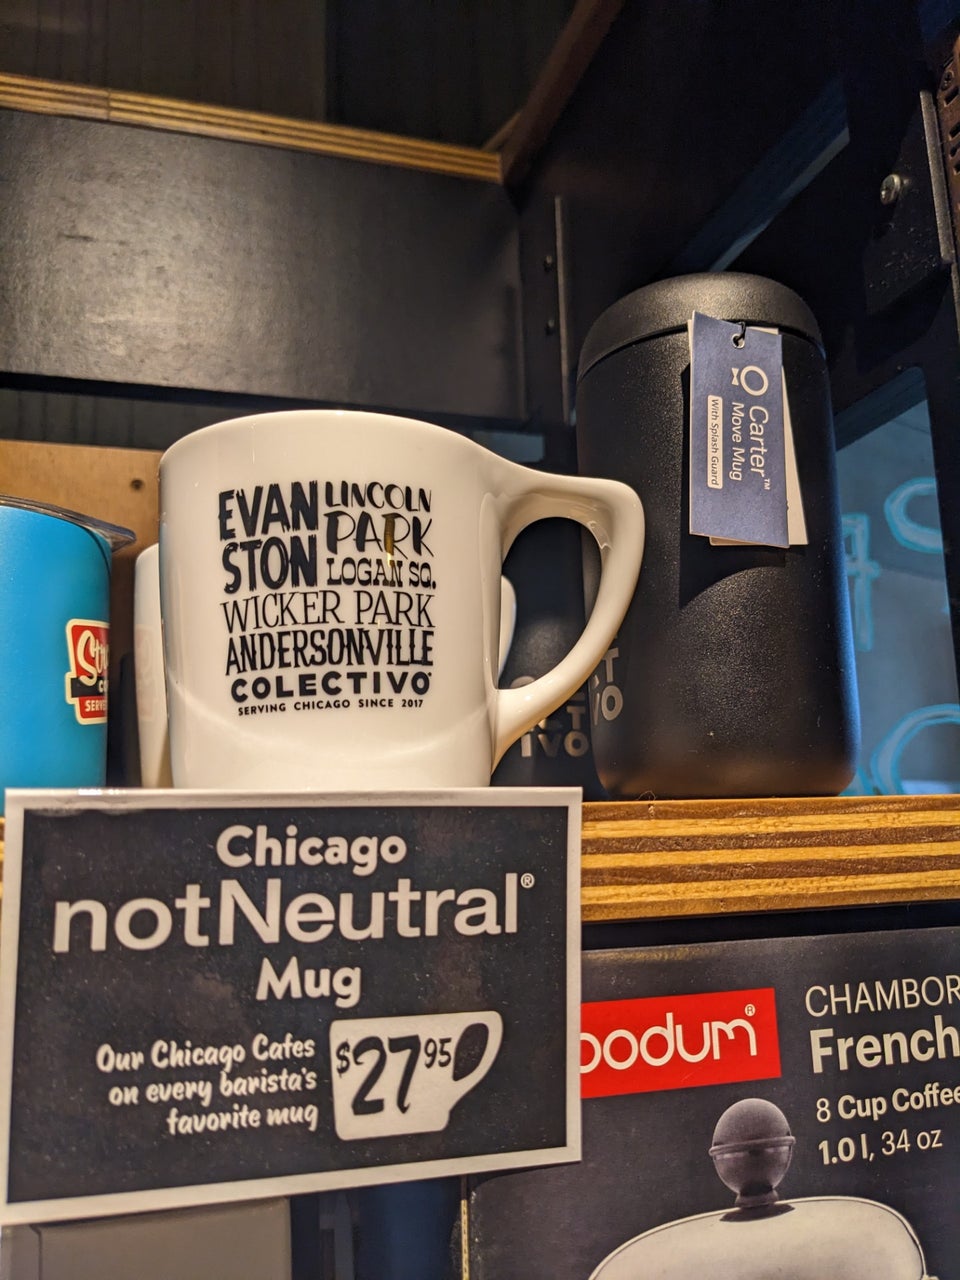 EVAN
STON
LINCOLN
PARK
LOGAN SQ.
WICKER PARK
ANDERSONVILLE
COLECTIVO
SERVING CHICAGO SINCE 2017
Carter™
Move Mug
With Splash Guard
Chicago
notNeutral®
Mug
Our Chicago Cafes
on every barista's
favorite mug
$27.95
bodum®
CHAMBOR
French
8 Cup Coffee
1.0 l, 34 oz